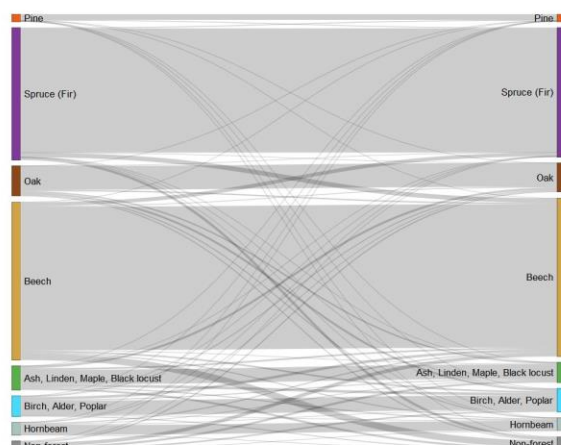 Pine
Pine
Spruce (Fir)
Spruce (Fir)
Oak
Oak
Beech
Beech
Ash, Linden, Maple, Black locust
Ash, Linden, Maple, Black locust
Birch, Alder, Poplar
Birch, Alder, Poplar
Hornbeam
Hornbeam
Non-forest
Non-forest